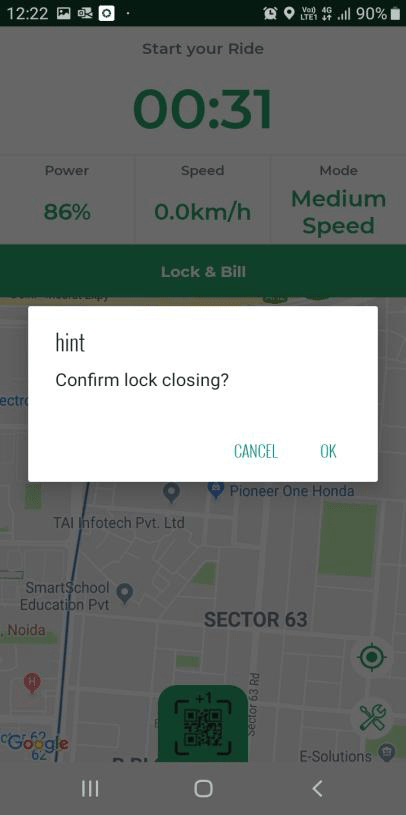 12:22
Vo)) 4G
LTE1
90%
Start your Ride
00:31
Power Speed Mode
86% 0.0km/h Medium
Speed
Lock & Bill
hint
Confirm lock closing?
CANCEL OK
Pioneer One Honda
TAI Infotech Pvt. Ltd
SmartSchool
Education Pvt
SECTOR 63
, Noida
H
+1
Sector 63 Rd
62
Google
E-Solutions